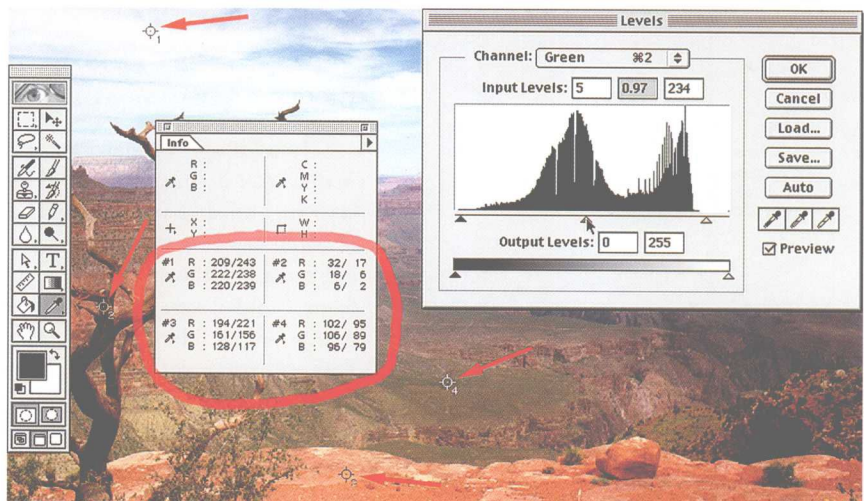 Levels
Channel: Green ⌘2
Input Levels: 5 0.97 234
Output Levels: 0 255
OK
Cancel
Load...
Save...
Auto
Preview
Info
R :
G :
B :
C :
M :
Y :
K :
X :
Y :
W :
H :
#1 R : 209/243
G : 222/238
B : 220/239
#2 R : 32/ 17
G : 18/ 6
B : 6/ 2
#3 R : 194/221
G : 161/156
B : 128/117
#4 R : 102/ 95
G : 106/ 89
B : 96/ 79
T
1
4